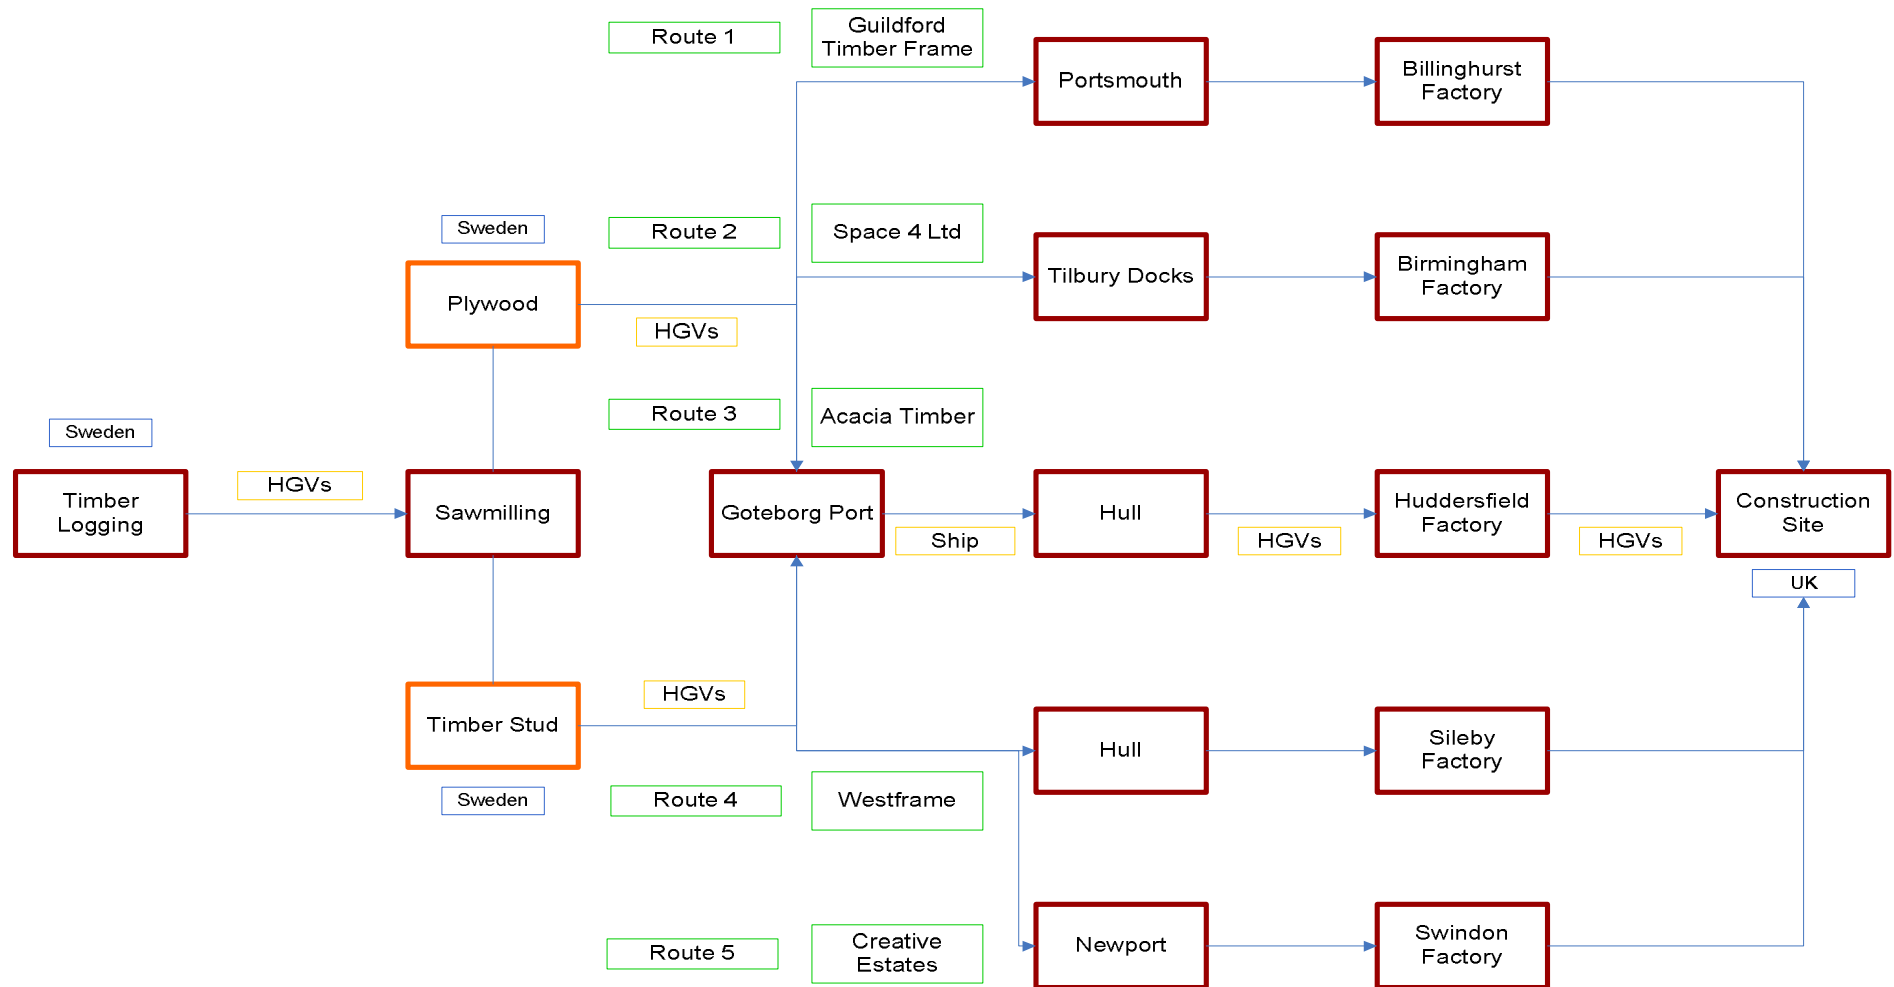 Route 1
Guildford
Timber Frame
Portsmouth
Billinghurst
Factory
Sweden
Route 2
Space 4 Ltd
Plywood
HGVs
Tilbury Docks
Birmingham
Factory
Sweden
Route 3
Acacia Timber
Timber
Logging
HGVs
Sawmilling
Goteborg Port
Ship
Hull
HGVs
Huddersfield
Factory
HGVs
Construction
Site
UK
Timber Stud
HGVs
Hull
Sileby
Factory
Sweden
Route 4
Westframe
Route 5
Creative
Estates
Newport
Swindon
Factory